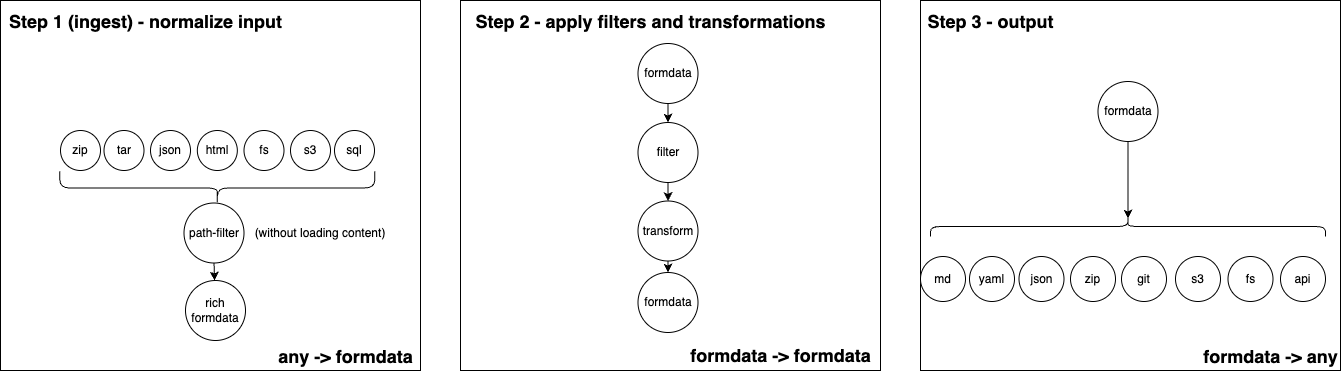 Step 1 (ingest) - normalize input
zip
tar
json
html
fs
s3
sql
path-filter
(without loading content)
rich
formdata
any -> formdata
Step 2 - apply filters and transformations
formdata
filter
transform
formdata
formdata -> formdata
Step 3 - output
formdata
md
yaml
json
zip
git
s3
fs
api
formdata -> any